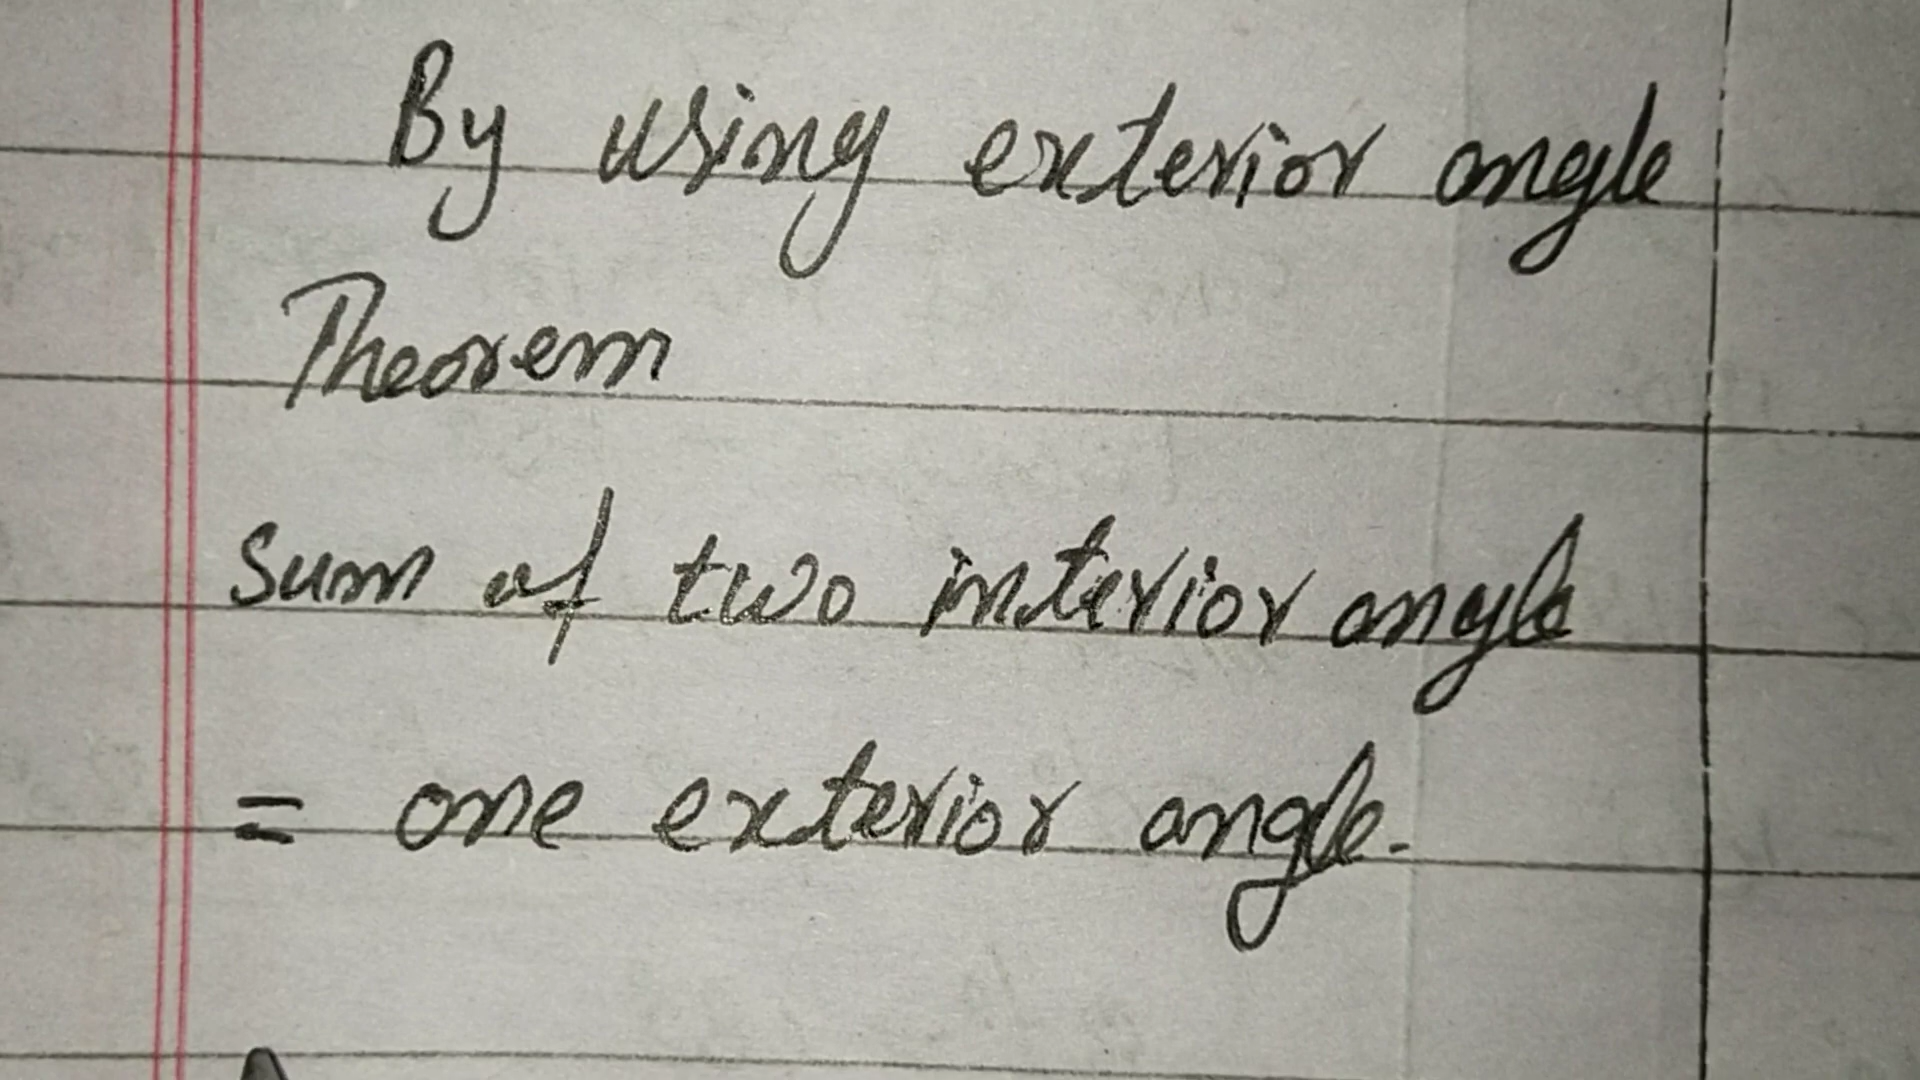 By using exterior angle
Theorem
Sum of two interior angle
= one exterior angle.